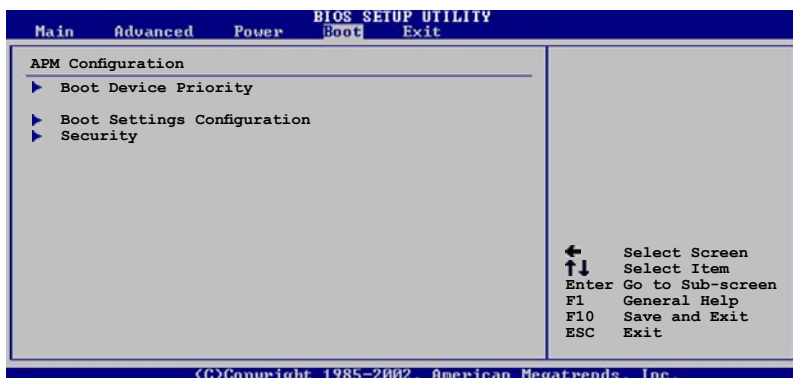 BIOS SETUP UTILITY
Main Advanced Power Boot Exit
APM Configuration
Boot Device Priority
Boot Settings Configuration
Security
Select Screen
Select Item
Enter Go to Sub-screen
F1 General Help
F10 Save and Exit
ESC Exit
(C)Copyright 1985-2002, American Megatrends, Inc.